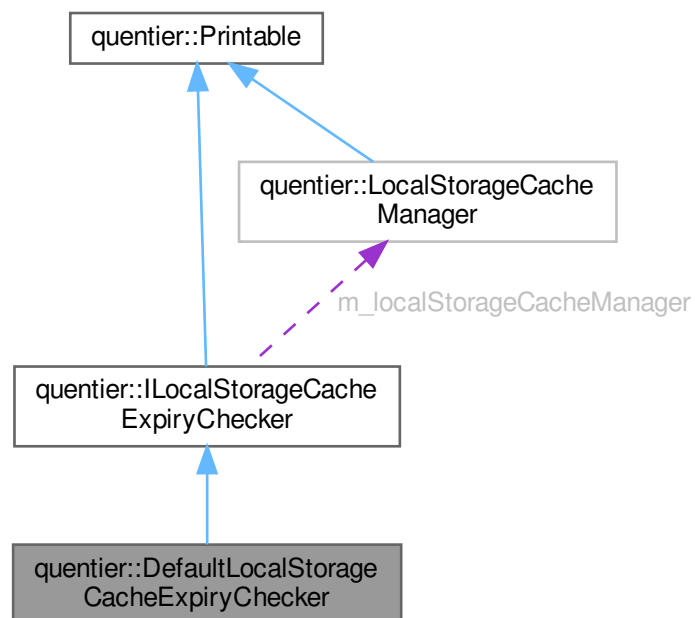 quentier::Printable
quentier::LocalStorageCache
Manager
m_localStorageCacheManager
quentier::ILocalStorageCache
ExpiryChecker
quentier::DefaultLocalStorage
CacheExpiryChecker